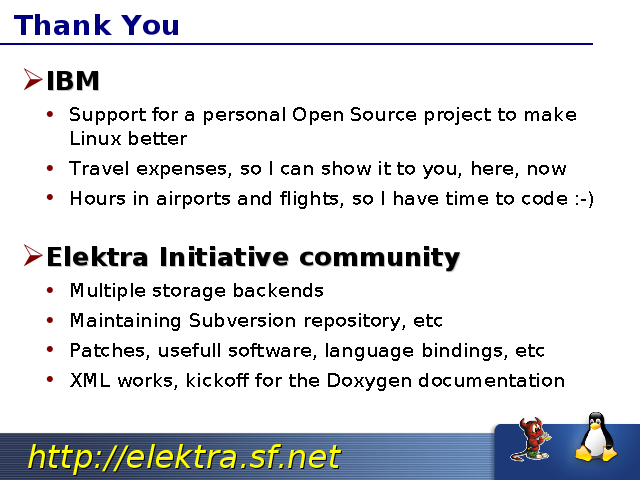 Thank You
IBM
Support for a personal Open Source project to make
Linux better
Travel expenses, so I can show it to you, here, now
Hours in airports and flights, so I have time to code :-)
Elektra Initiative community
Multiple storage backends
Maintaining Subversion repository, etc
Patches, usefull software, language bindings, etc
XML works, kickoff for the Doxygen documentation
http://elektra.sf.net